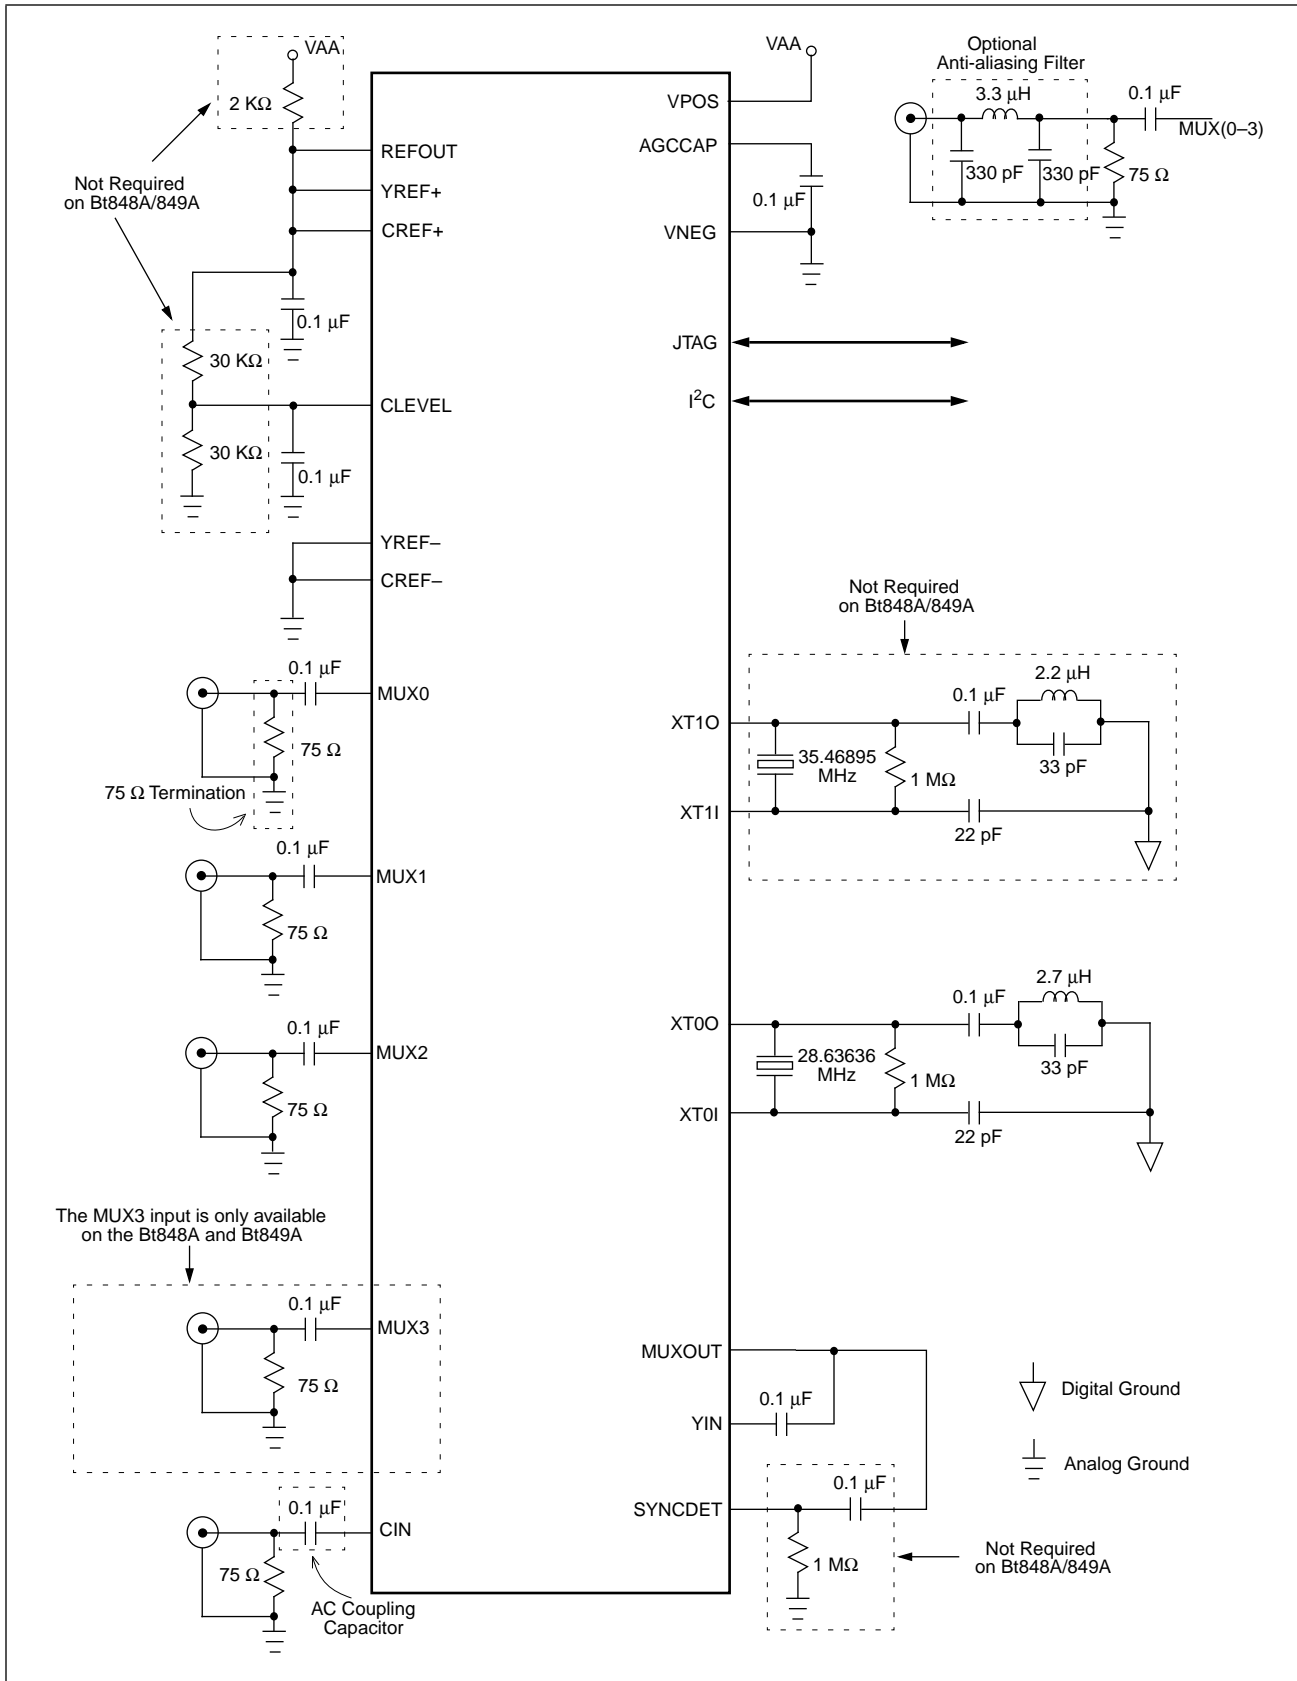 VAA
2 KΩ
Not Required
on Bt848A/849A
REFOUT
YREF+
CREF+
0.1 μF
30 KΩ
CLEVEL
30 KΩ
0.1 μF
YREF–
CREF–
0.1 μF
MUX0
75 Ω
75 Ω Termination
0.1 μF
MUX1
75 Ω
0.1 μF
MUX2
75 Ω
The MUX3 input is only available
on the Bt848A and Bt849A
0.1 μF
MUX3
75 Ω
0.1 μF
CIN
75 Ω
AC Coupling
Capacitor
VAA
VPOS
AGCCAP
0.1 μF
VNEG
Optional
Anti-aliasing Filter
3.3 μH
0.1 μF
MUX(0–3)
330 pF
330 pF
75 Ω
JTAG
I²C
Not Required
on Bt848A/849A
2.2 μH
0.1 μF
XT1O
35.46895
MHz
1 MΩ
33 pF
XT1I
22 pF
2.7 μH
0.1 μF
XT0O
28.63636
MHz
1 MΩ
33 pF
XT0I
22 pF
MUXOUT
0.1 μF
YIN
0.1 μF
SYNCDET
1 MΩ
Not Required
on Bt848A/849A
Digital Ground
Analog Ground